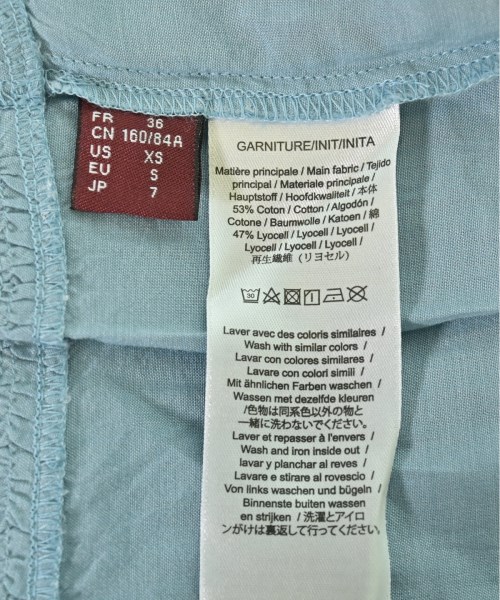 FR 36
CN 160/84A
US XS
EU S
JP 7
GARNITURE/INIT/INITA
Matière principale / Main fabric / Tejido
principal / Materiale principale /
Hauptstoff / Hoofdkwaliteit / 本体
53% Coton / Cotton / Algodón /
Cotone / Baumwolle / Katoen / 綿
47% Lyocell / Lyocell / Lyocell /
Lyocell / Lyocell / Lyocell /
再生繊維（リヨセル）
30
Laver avec des coloris similaires /
Wash with similar colors /
Lavar con colores similares /
Lavare con colori simili /
Mit ähnlichen Farben waschen /
Wassen met dezelfde kleuren
/色物は同系色以外の物と
一緒に洗わないでください。
Laver et repasser à l'envers /
Wash and iron inside out /
lavar y planchar al reves /
Lavare e stirare al rovescio /
Von links waschen und bügeln /
Binnenste buiten wassen
en strijken / 洗濯とアイロ
ンがけは裏返して行ってください。